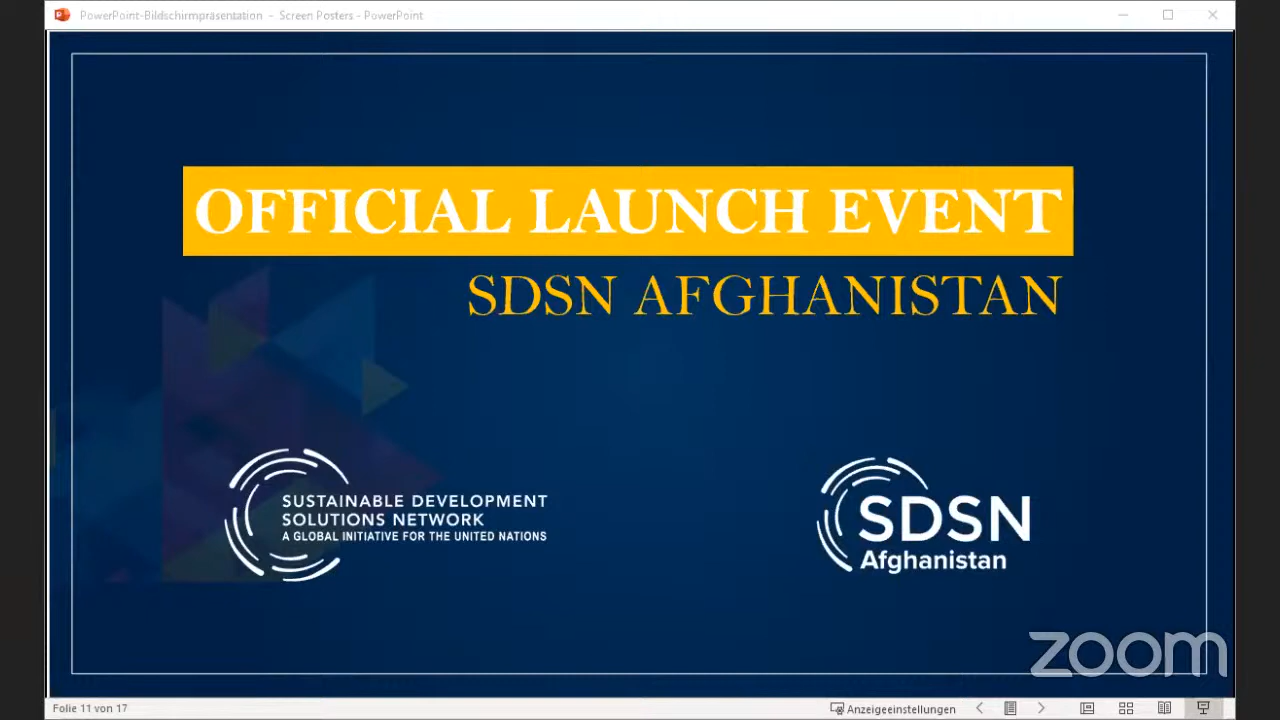 PowerPoint-Bildschirmpräsentation - Screen Posters - PowerPoint
OFFICIAL LAUNCH EVENT
SDSN AFGHANISTAN
SUSTAINABLE DEVELOPMENT
SOLUTIONS NETWORK
A GLOBAL INITIATIVE FOR THE UNITED NATIONS
SDSN
Afghanistan
zoom
Folie 11 von 17
Anzeigeeinstellungen